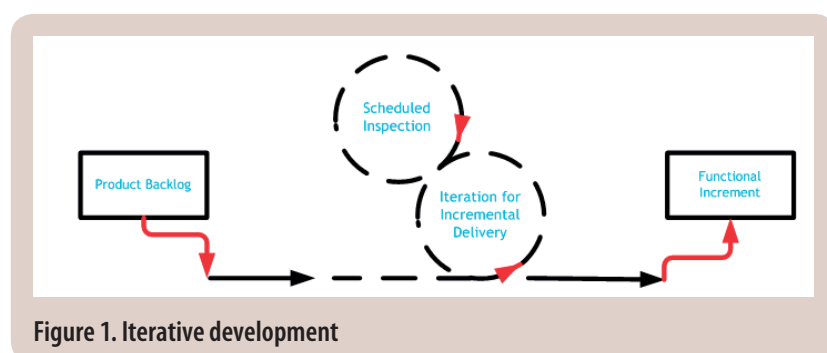 Scheduled
Inspection
Product Backlog
Iteration for
Incremental
Delivery
Functional
Increment
Figure 1. Iterative development